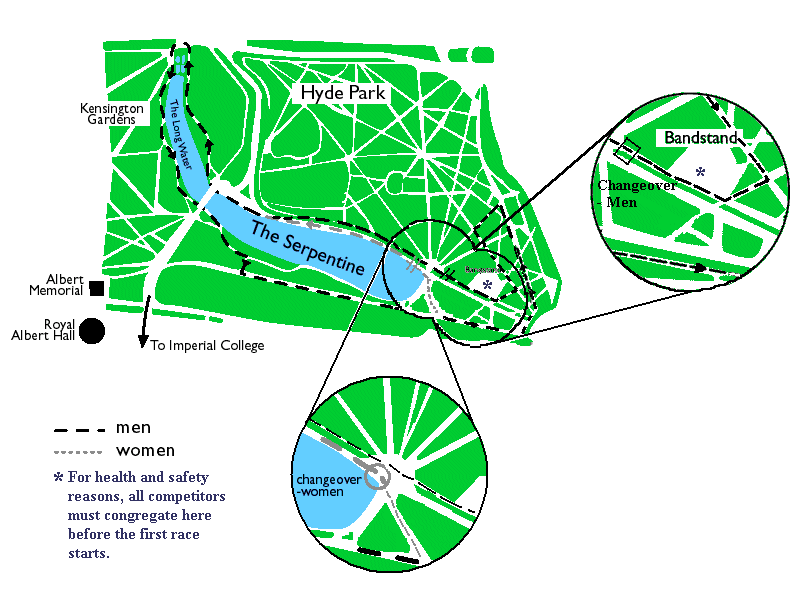 Hyde Park
Kensington
Gardens
The Long Water
Bandstand
Changeover
- Men
The Serpentine
Bandstand
*
Albert
Memorial
Royal
Albert Hall
To Imperial College
men
women
* For health and safety
reasons, all competitors
must congregate here
before the first race
starts.
changeover
-women